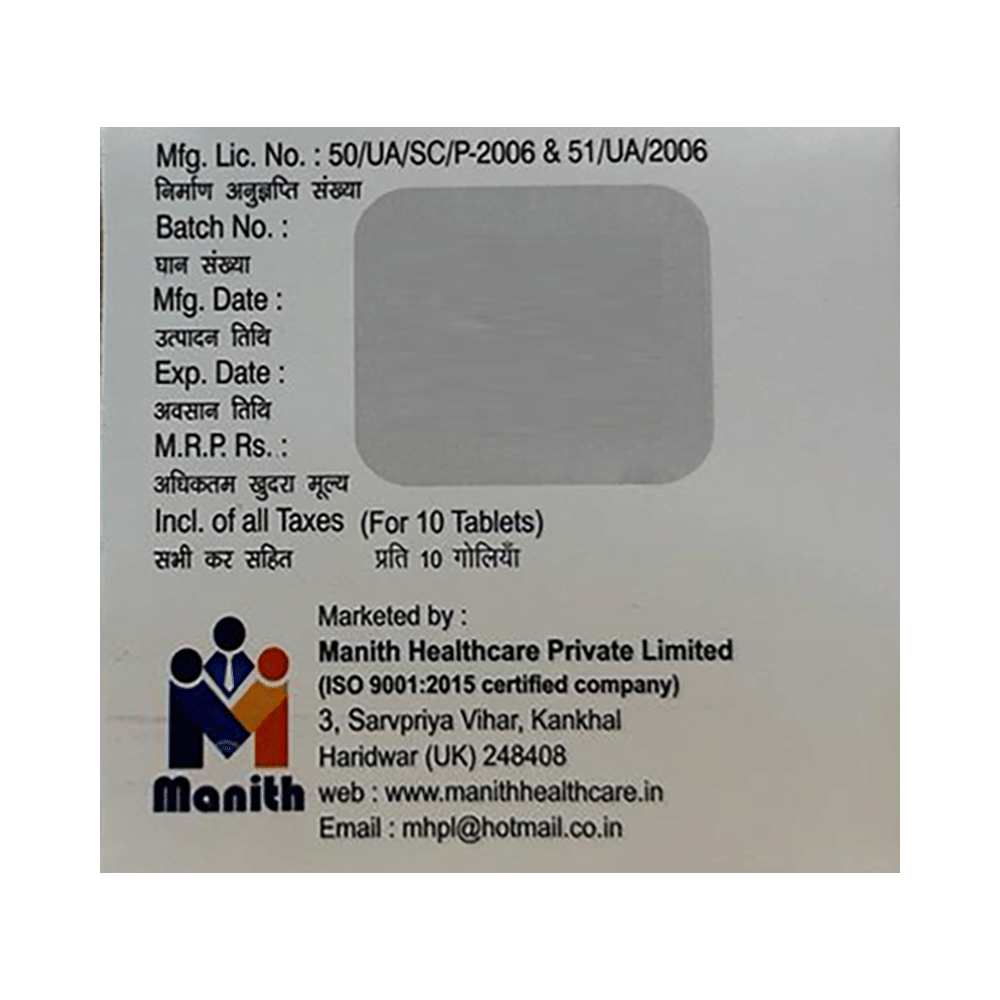 Mfg. Lic. No. : 50/UA/SC/P-2006 & 51/UA/2006
निर्माण अनुज्ञप्ति संख्या
Batch No. :
घान संख्या
Mfg. Date :
उत्पादन तिथि
Exp. Date :
अवसान तिथि
M.R.P. Rs. :
अधिकतम खुदरा मूल्य
Incl. of all Taxes (For 10 Tablets)
सभी कर सहित प्रति 10 गोलियाँ
Marketed by :
Manith Healthcare Private Limited
(ISO 9001:2015 certified company)
3, Sarvpriya Vihar, Kankhal
Haridwar (UK) 248408
Manith web : www.manithhealthcare.in
Email : mhpl@hotmail.co.in